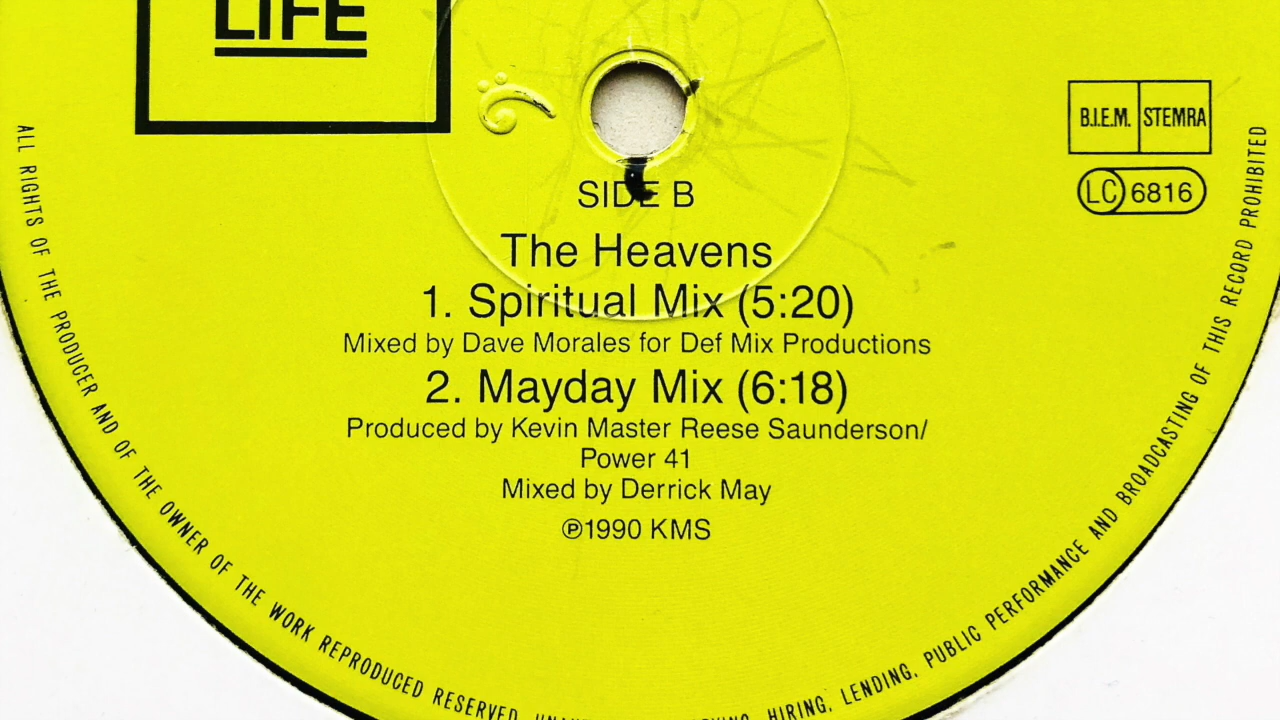 LIFE
B.I.E.M. STEMRA
LC 6816
SIDE B
The Heavens
1. Spiritual Mix (5:20)
Mixed by Dave Morales for Def Mix Productions
2. Mayday Mix (6:18)
Produced by Kevin Master Reese Saunderson/
Power 41
Mixed by Derrick May
℗1990 KMS
ALL RIGHTS OF THE PRODUCER AND OF THE OWNER OF THE WORK REPRODUCED RESERVED. HIRING, LENDING, PUBLIC PERFORMANCE AND BROADCASTING OF THIS RECORD PROHIBITED